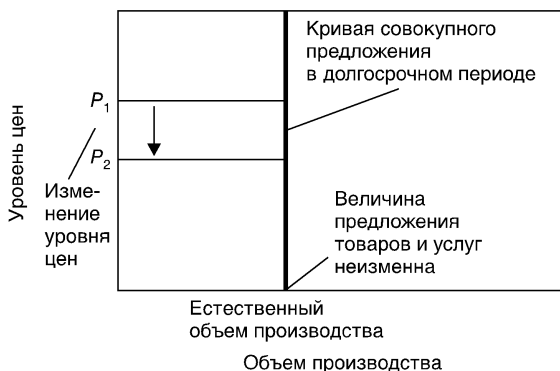 Кривая совокупного
предложения
в долгосрочном периоде
Уровень цен
P1
P2
Изме-
нение
уровня
цен
Величина
предложения
товаров и услуг
неизменна
Естественный
объем производства
Объем производства